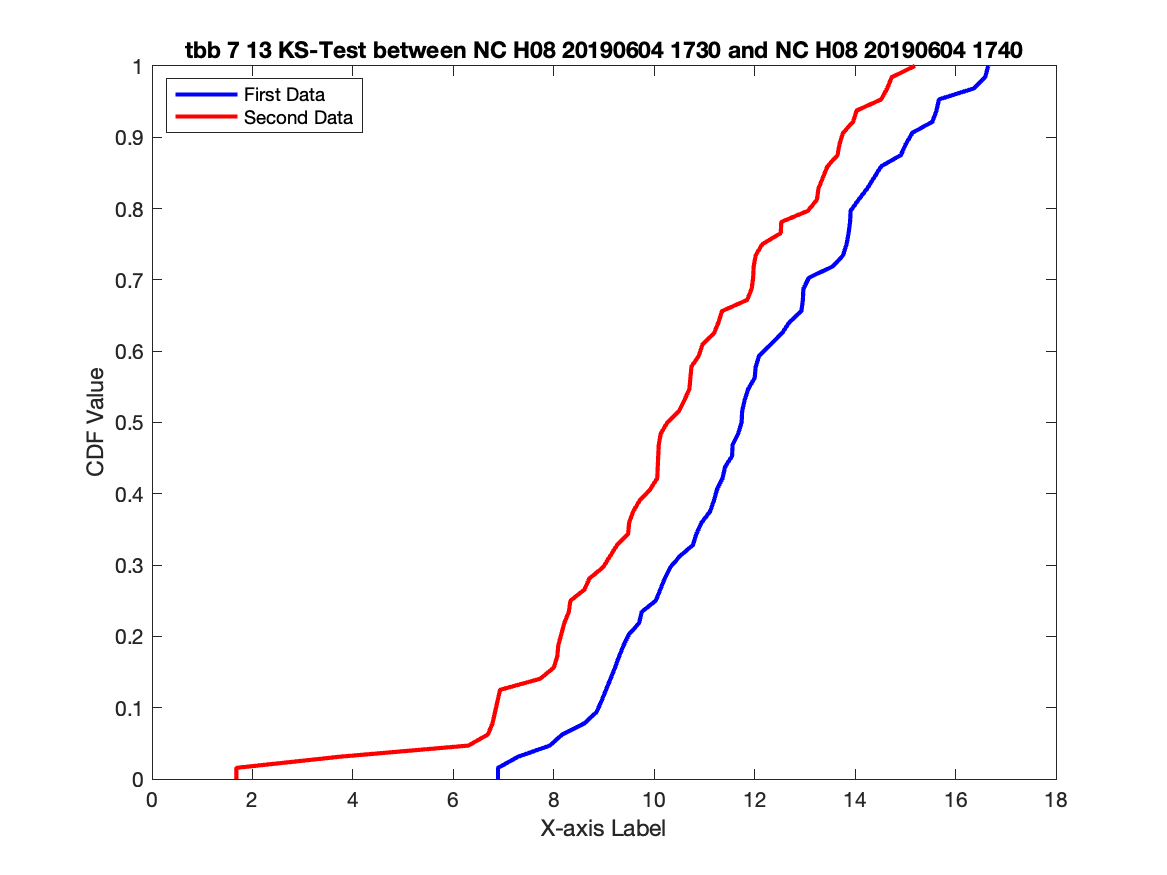 tbb 7 13 KS-Test between NC H08 20190604 1730 and NC H08 20190604 1740
First Data
Second Data
CDF Value
1
0.9
0.8
0.7
0.6
0.5
0.4
0.3
0.2
0.1
0
0 2 4 6 8 10 12 14 16 18
X-axis Label